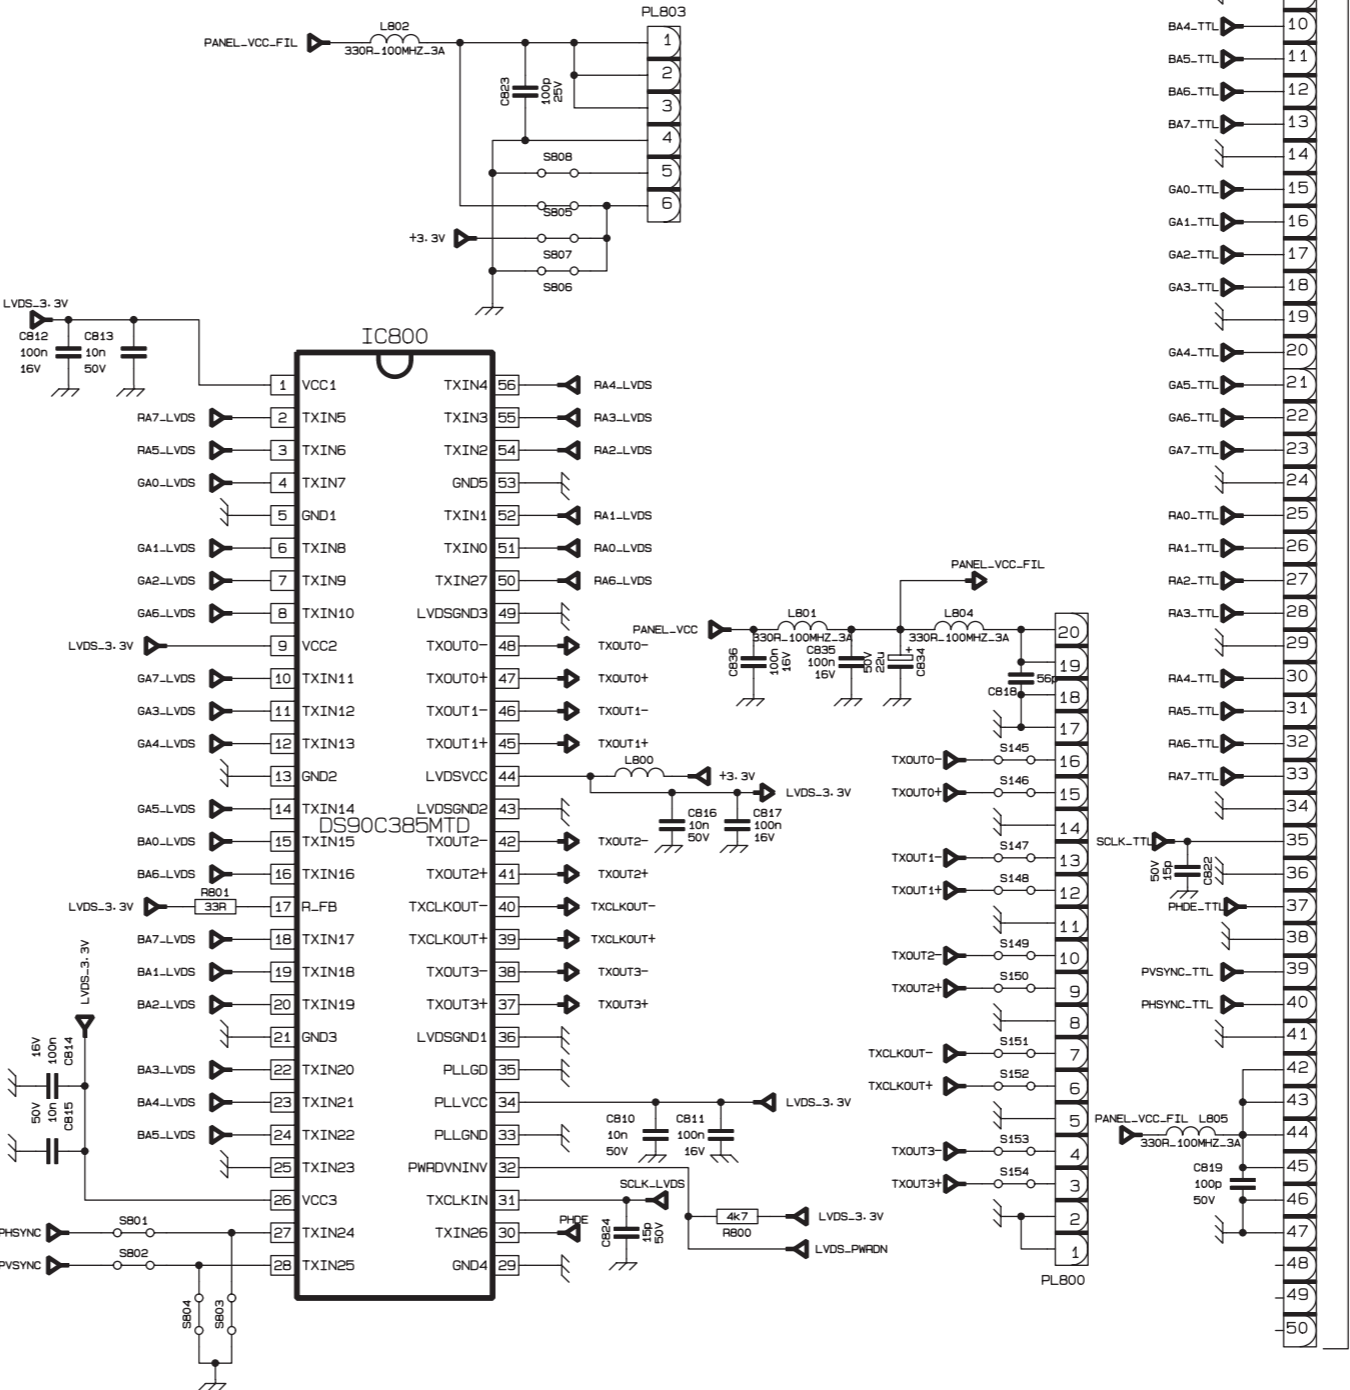 PL803
L802
PANEL_VCC_FIL
330R_100MHZ_3A
1
2
3
4
5
6
C823
100p
25V
S808
S805
+3.3V
S807
S806
LVDS_3.3V
C812
100n
16V
C813
10n
50V
IC800
DS90C385MTD
1 VCC1
RA7_LVDS 2 TXIN5
RA5_LVDS 3 TXIN6
GA0_LVDS 4 TXIN7
5 GND1
GA1_LVDS 6 TXIN8
GA2_LVDS 7 TXIN9
GA6_LVDS 8 TXIN10
LVDS_3.3V 9 VCC2
GA7_LVDS 10 TXIN11
GA3_LVDS 11 TXIN12
GA4_LVDS 12 TXIN13
13 GND2
GA5_LVDS 14 TXIN14
BA0_LVDS 15 TXIN15
BA6_LVDS 16 TXIN16
R801
LVDS_3.3V 33R 17 R_FB
BA7_LVDS 18 TXIN17
BA1_LVDS 19 TXIN18
BA2_LVDS 20 TXIN19
21 GND3
BA3_LVDS 22 TXIN20
BA4_LVDS 23 TXIN21
BA5_LVDS 24 TXIN22
25 TXIN23
26 VCC3
PHSYNC S801 27 TXIN24
PVSYNC S802 28 TXIN25
S804
S803
LVDS_3.3V
16V
100n
C814
50V
10n
C815
TXIN4 56 RA4_LVDS
TXIN3 55 RA3_LVDS
TXIN2 54 RA2_LVDS
GND5 53
TXIN1 52 RA1_LVDS
TXIN0 51 RA0_LVDS
TXIN27 50 RA6_LVDS
LVDSGND3 49
TXOUT0- 48 TXOUT0-
TXOUT0+ 47 TXOUT0+
TXOUT1- 46 TXOUT1-
TXOUT1+ 45 TXOUT1+
LVDSVCC 44 L800 +3.3V
LVDS_3.3V
C816
10n
50V
C817
100n
16V
LVDSGND2 43
TXOUT2- 42 TXOUT2-
TXOUT2+ 41 TXOUT2+
TXCLKOUT- 40 TXCLKOUT-
TXCLKOUT+ 39 TXCLKOUT+
TXOUT3- 38 TXOUT3-
TXOUT3+ 37 TXOUT3+
LVDSGND1 36
PLLGD 35
PLLVCC 34 LVDS_3.3V
C810
10n
50V
C811
100n
16V
PLLGND 33
PWRDVNINV 32
TXCLKIN 31 SCLK_LVDS
TXIN26 30 PHDE
GND4 29
C824
15p
50V
4k7
R800
LVDS_3.3V
LVDS_PWRDN
PANEL_VCC_FIL
PANEL_VCC
L801
330R_100MHZ_3A
L804
330R_100MHZ_3A
C836
100n
16V
C835
100n
16V
50V
22u
+
C834
C818
56p
20
19
18
17
TXOUT0- S145 16
TXOUT0+ S146 15
14
TXOUT1- S147 13
TXOUT1+ S148 12
11
TXOUT2- S149 10
TXOUT2+ S150 9
8
TXCLKOUT- S151 7
TXCLKOUT+ S152 6
5
TXOUT3- S153 4
TXOUT3+ S154 3
2
1
PL800
BA4_TTL 10
BA5_TTL 11
BA6_TTL 12
BA7_TTL 13
14
GA0_TTL 15
GA1_TTL 16
GA2_TTL 17
GA3_TTL 18
19
GA4_TTL 20
GA5_TTL 21
GA6_TTL 22
GA7_TTL 23
24
RA0_TTL 25
RA1_TTL 26
RA2_TTL 27
RA3_TTL 28
29
RA4_TTL 30
RA5_TTL 31
RA6_TTL 32
RA7_TTL 33
34
SCLK_TTL 35
50V
15p
C822
36
PHDE_TTL 37
38
PVSYNC_TTL 39
PHSYNC_TTL 40
41
42
43
PANEL_VCC_FIL L805 44
330R_100MHZ_3A
C819
100p
50V
45
46
47
48
49
50